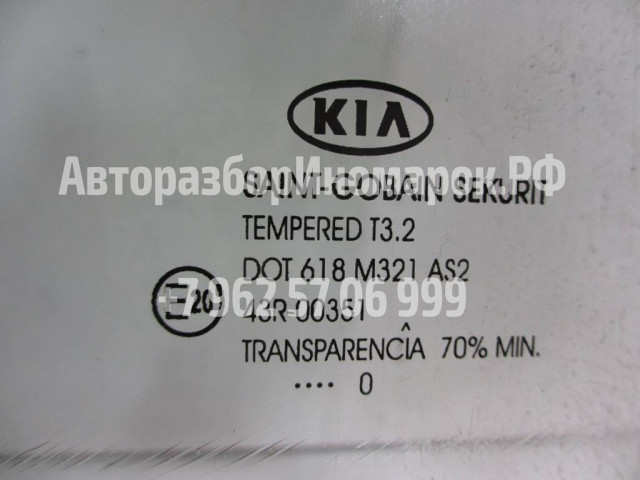 KIA
АвторазборИномарок.РФ
SAINT-GOBAIN SEKURIT
TEMPERED T3.2
DOT 618 M321 AS2
+7 962 57 06 999
E20
43R-00351
TRANSPARENCÎA 70% MIN.
.... 0